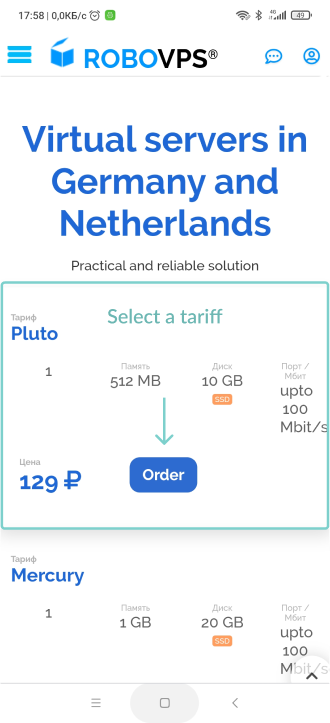 17:58 | 0,0КБ/с
4G
49
ROBOVPS®
Virtual servers in
Germany and
Netherlands
Practical and reliable solution
Select a tariff
Тариф
Pluto
Память
Диск
Порт /
Мбит
1
512 MB
10 GB
SSD
upto
100
Mbit/s
Цена
129 ₽
Order
Тариф
Mercury
Память
Диск
Порт /
Мбит
1
1 GB
20 GB
SSD
upto
100
Mbit/s